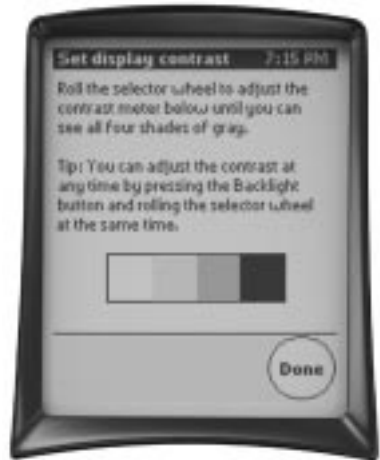 Set display contrast 7:15 PM
Roll the selector wheel to adjust the
contrast meter below until you can
see all four shades of gray.
Tip: You can adjust the contrast at
any time by pressing the Backlight
button and rolling the selector wheel
at the same time.
Done